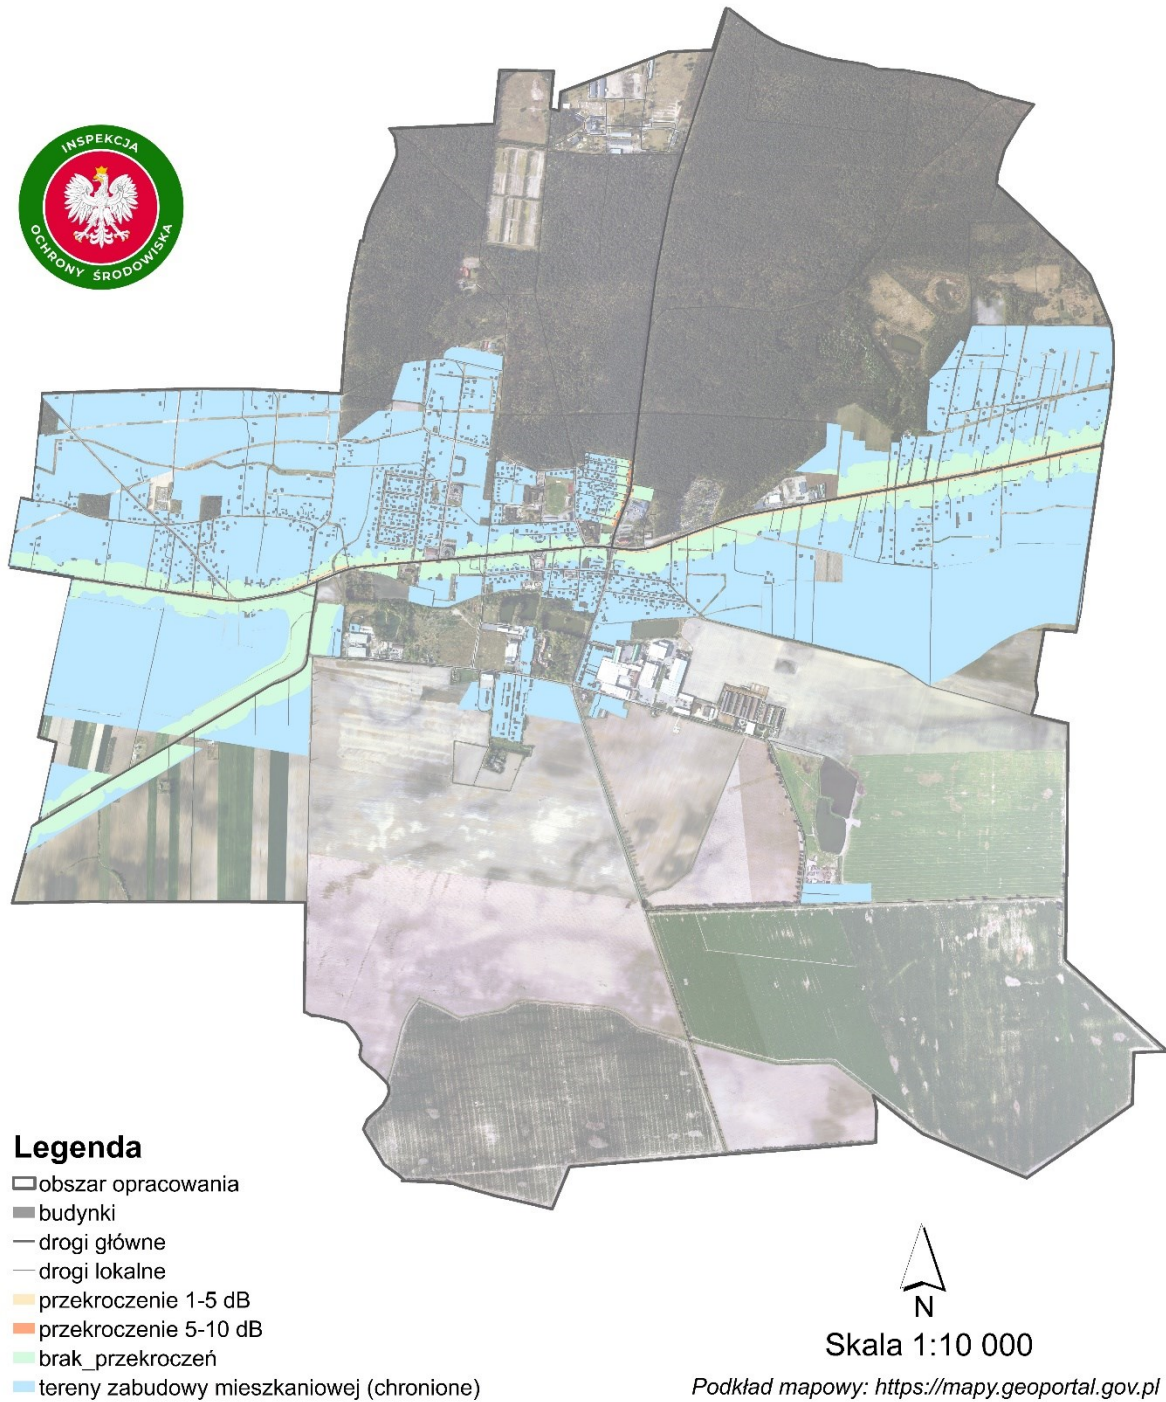 INSPEKCJA
OCHRONY ŚRODOWISKA
Legenda
obszar opracowania
budynki
drogi główne
drogi lokalne
przekroczenie 1-5 dB
przekroczenie 5-10 dB
brak_przekroczeń
tereny zabudowy mieszkaniowej (chronione)
N
Skala 1:10 000
Podkład mapowy: https://mapy.geoportal.gov.pl